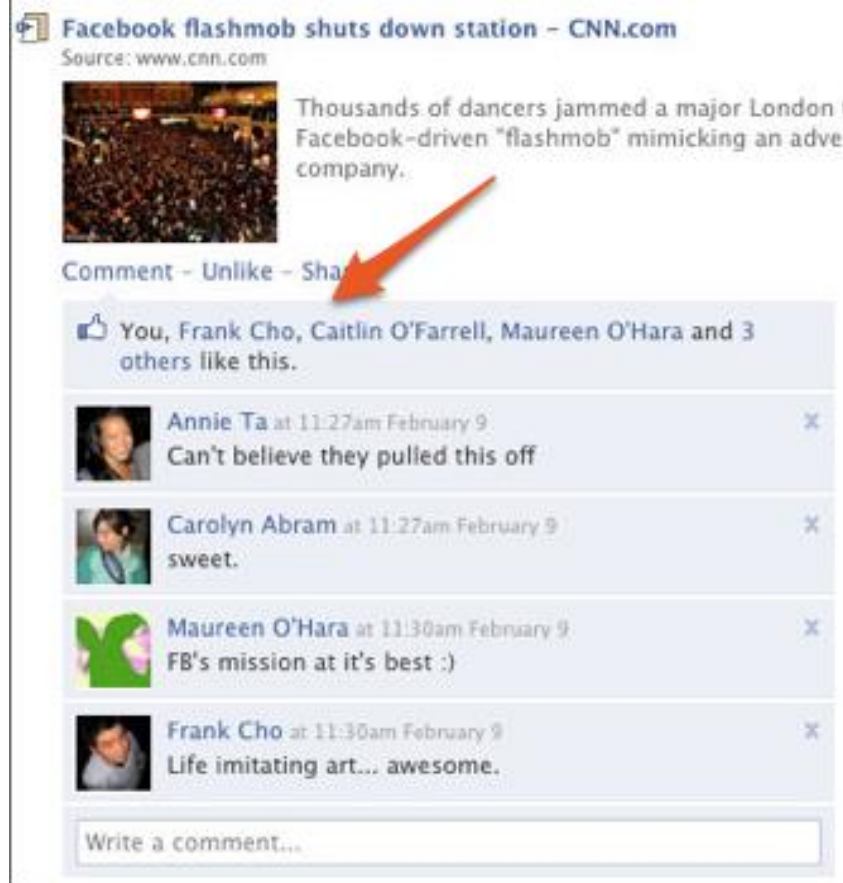 Facebook flashmob shuts down station – CNN.com
Source: www.cnn.com
Thousands of dancers jammed a major London
Facebook-driven "flashmob" mimicking an adve
company.
Comment - Unlike - Sha
You, Frank Cho, Caitlin O'Farrell, Maureen O'Hara and 3
others like this.
Annie Ta at 11:27am February 9
x
Can't believe they pulled this off
Carolyn Abram at 11:27am February 9
x
sweet.
Maureen O'Hara at 11:30am February 9
x
FB's mission at it's best :)
Frank Cho at 11:30am February 9
x
Life imitating art... awesome.
Write a comment...